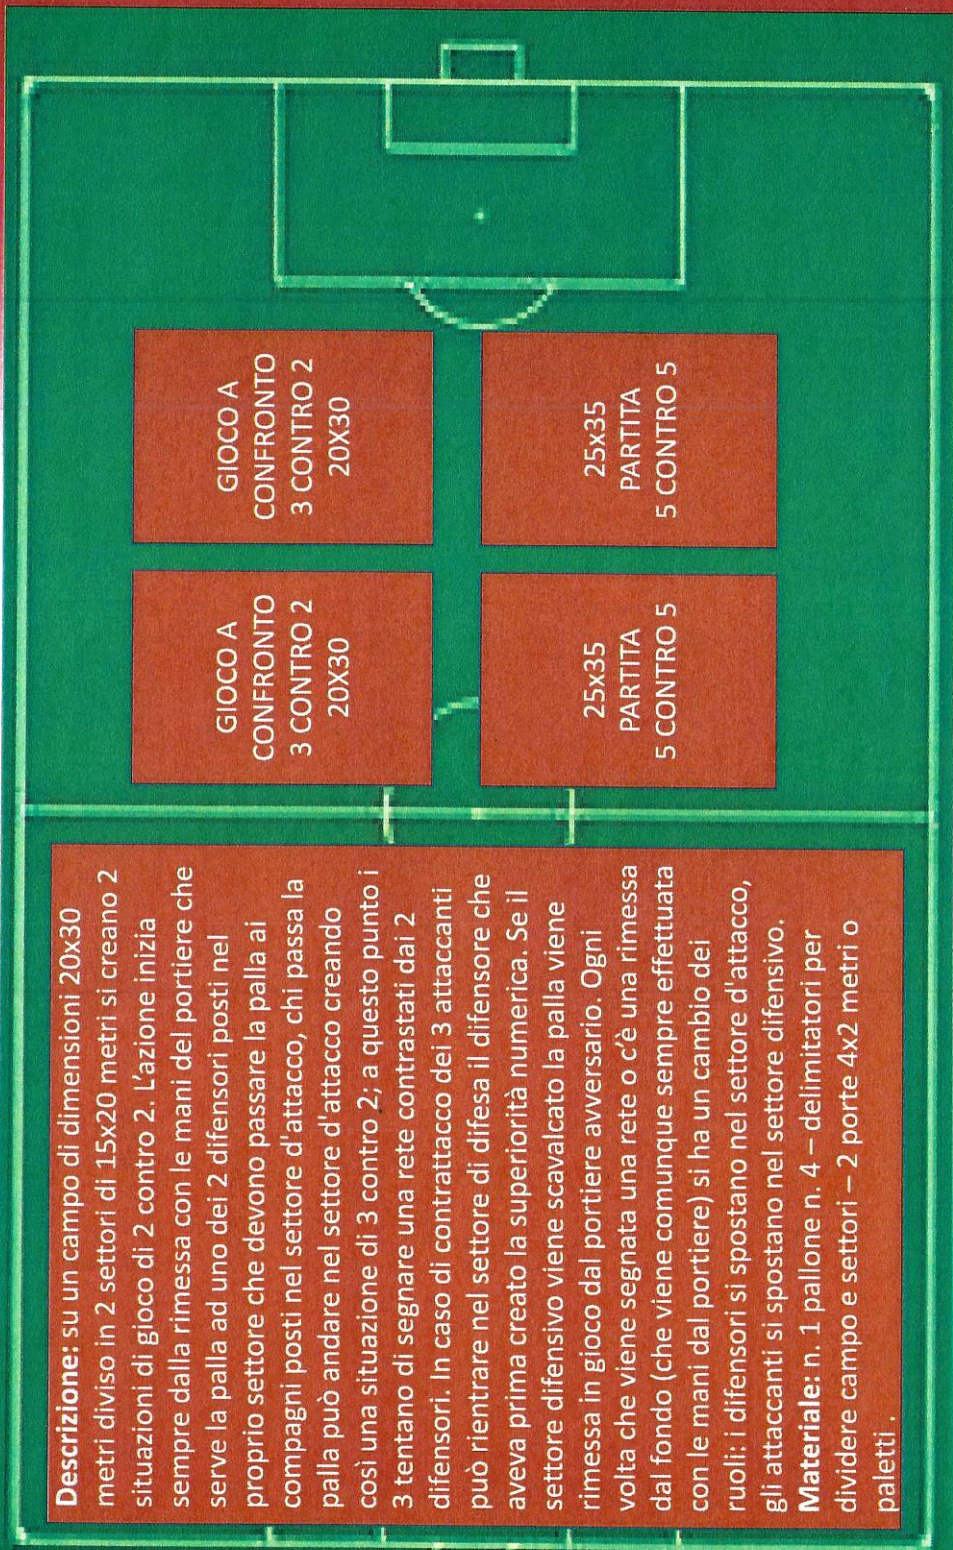 Descrizione: su un campo di dimensioni 20x30
metri diviso in 2 settori di 15x20 metri si creano 2
situazioni di gioco di 2 contro 2. L'azione inizia
sempre dalla rimessa con le mani del portiere che
serve la palla ad uno dei 2 difensori posti nel
proprio settore che devono passare la palla ai
compagni posti nel settore d'attacco, chi passa la
palla può andare nel settore d'attacco creando
così una situazione di 3 contro 2; a questo punto i
3 tentano di segnare una rete contrastati dai 2
difensori. In caso di contrattacco dei 3 attaccanti
può rientrare nel settore di difesa il difensore che
aveva prima creato la superiorità numerica. Se il
settore difensivo viene scavalcato la palla viene
rimessa in gioco dal portiere avversario. Ogni
volta che viene segnata una rete o c'è una rimessa
dal fondo (che viene comunque sempre effettuata
con le mani dal portiere) si ha un cambio dei
ruoli: i difensori si spostano nel settore d'attacco,
gli attaccanti si spostano nel settore difensivo.
Materiale: n. 1 pallone n. 4 – delimitatori per
dividere campo e settori – 2 porte 4x2 metri o
paletti .
GIOCO A
CONFRONTO
3 CONTRO 2
20X30
GIOCO A
CONFRONTO
3 CONTRO 2
20X30
25x35
PARTITA
5 CONTRO 5
25x35
PARTITA
5 CONTRO 5